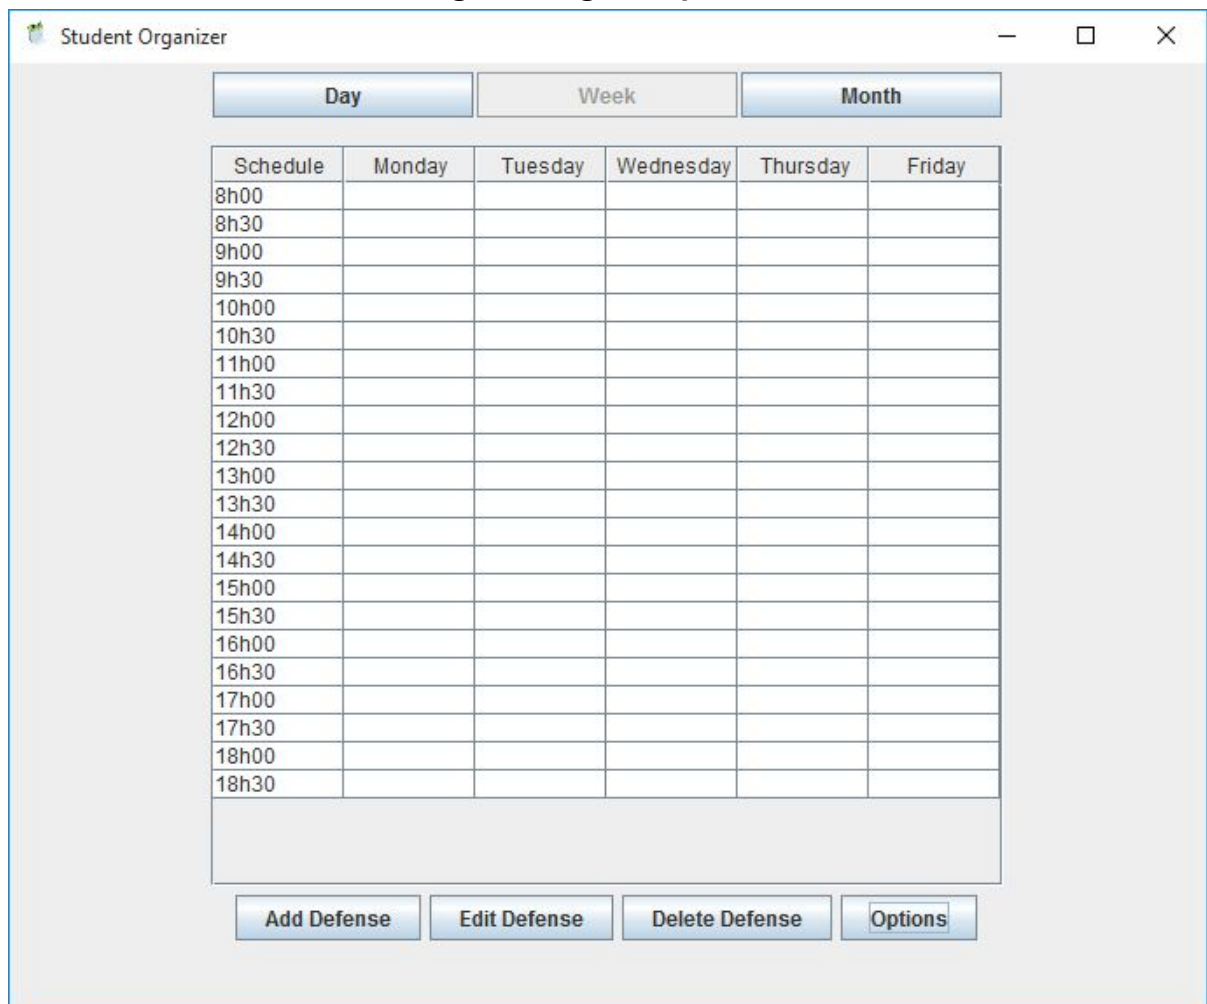 Student Organizer
Day Week Month
Schedule Monday Tuesday Wednesday Thursday Friday
8h00
8h30
9h00
9h30
10h00
10h30
11h00
11h30
12h00
12h30
13h00
13h30
14h00
14h30
15h00
15h30
16h00
16h30
17h00
17h30
18h00
18h30
Add Defense Edit Defense Delete Defense Options